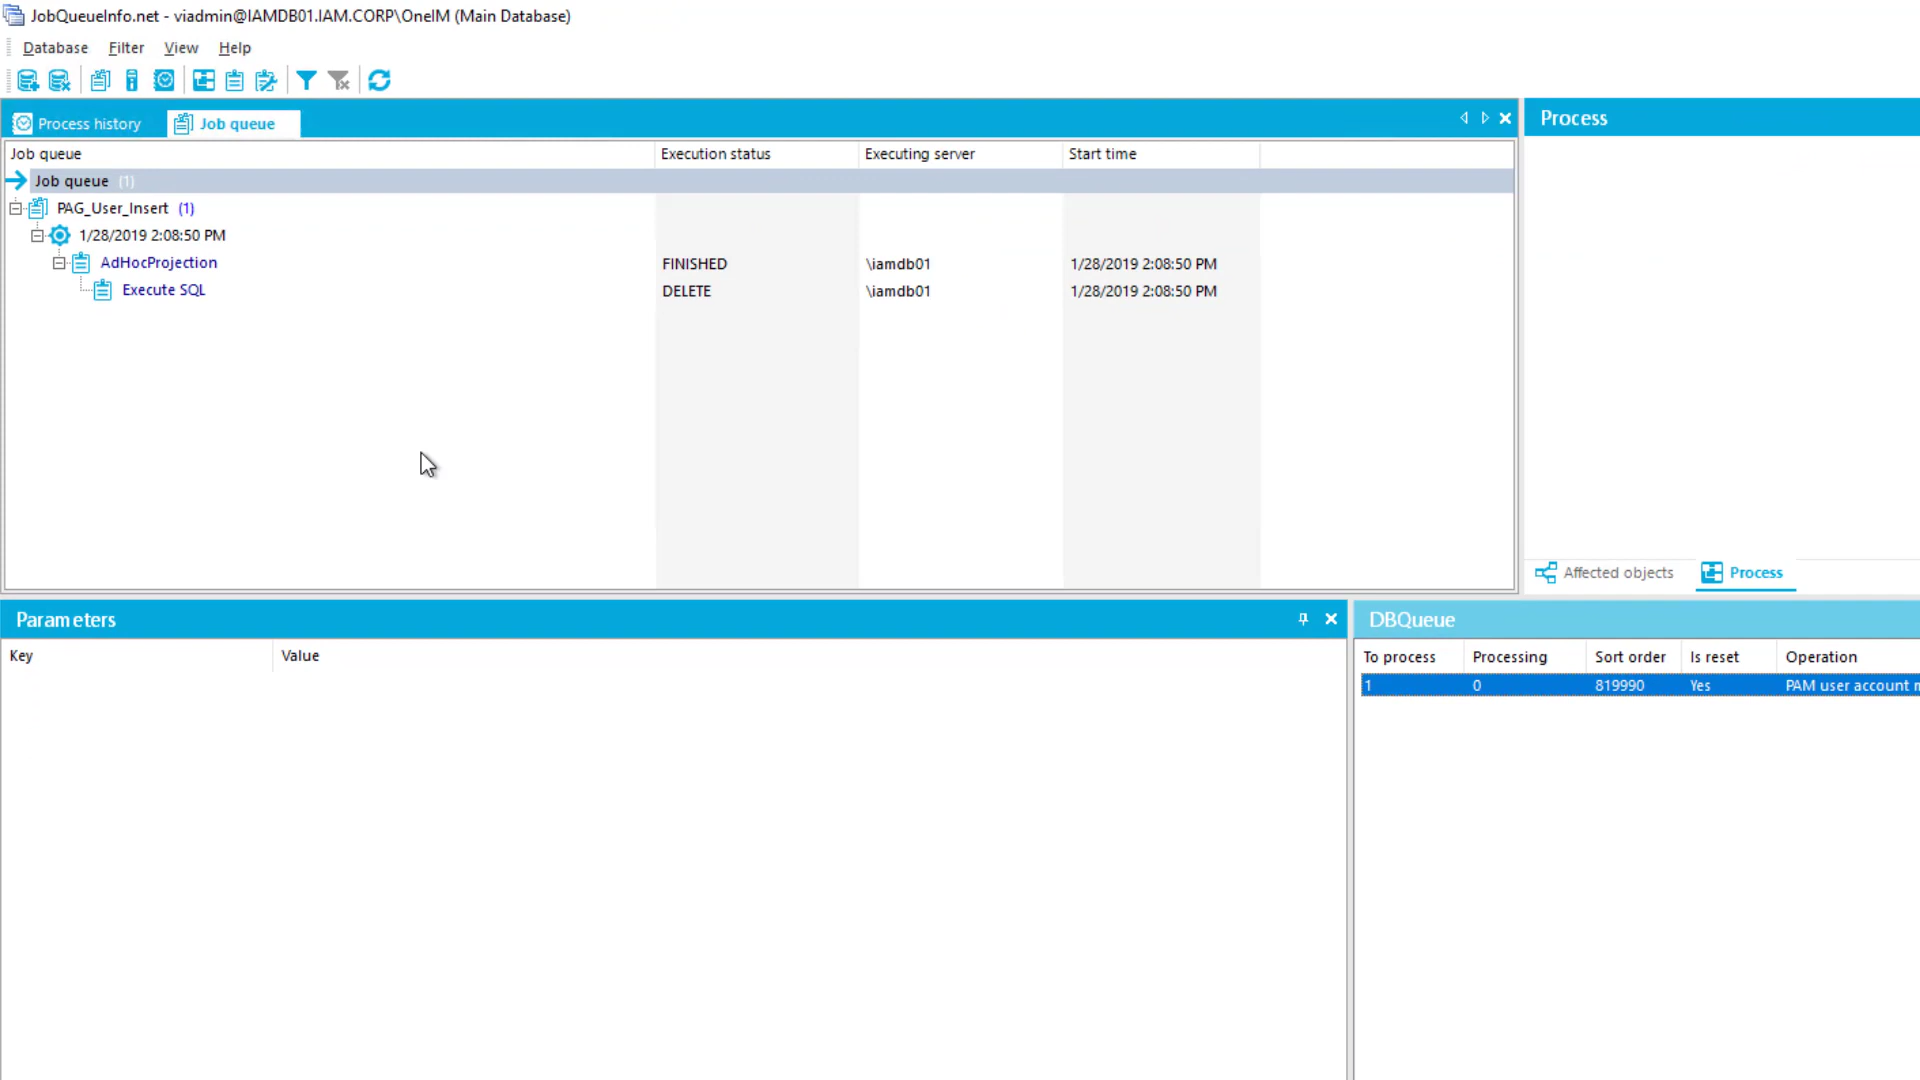 JobQueueInfo.net - viadmin@IAMDB01.IAM.CORP\OneIM (Main Database)
Database Filter View Help
Process history Job queue
Process
Job queue Execution status Executing server Start time
Job queue (1)
PAG_User_Insert (1)
1/28/2019 2:08:50 PM
AdHocProjection FINISHED \iamdb01 1/28/2019 2:08:50 PM
Execute SQL DELETE \iamdb01 1/28/2019 2:08:50 PM
Affected objects Process
Parameters
DBQueue
Key Value
To process Processing Sort order Is reset Operation
1 0 819990 Yes PAM user account